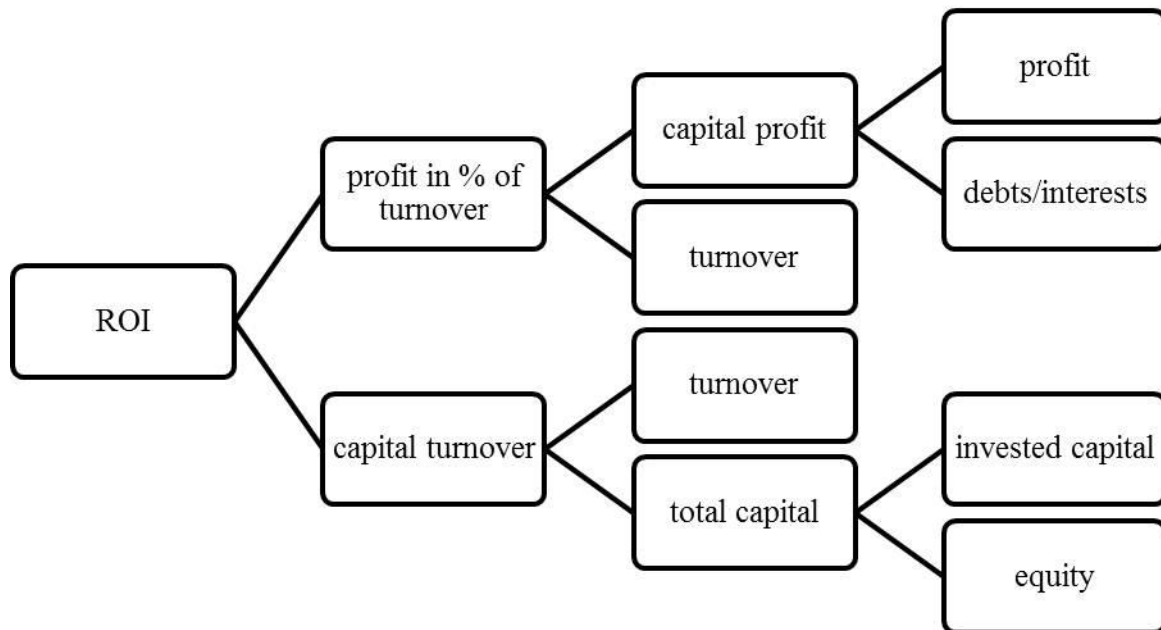 profit
capital profit
profit in % of
turnover
debts/interests
turnover
ROI
turnover
capital turnover
invested capital
total capital
equity